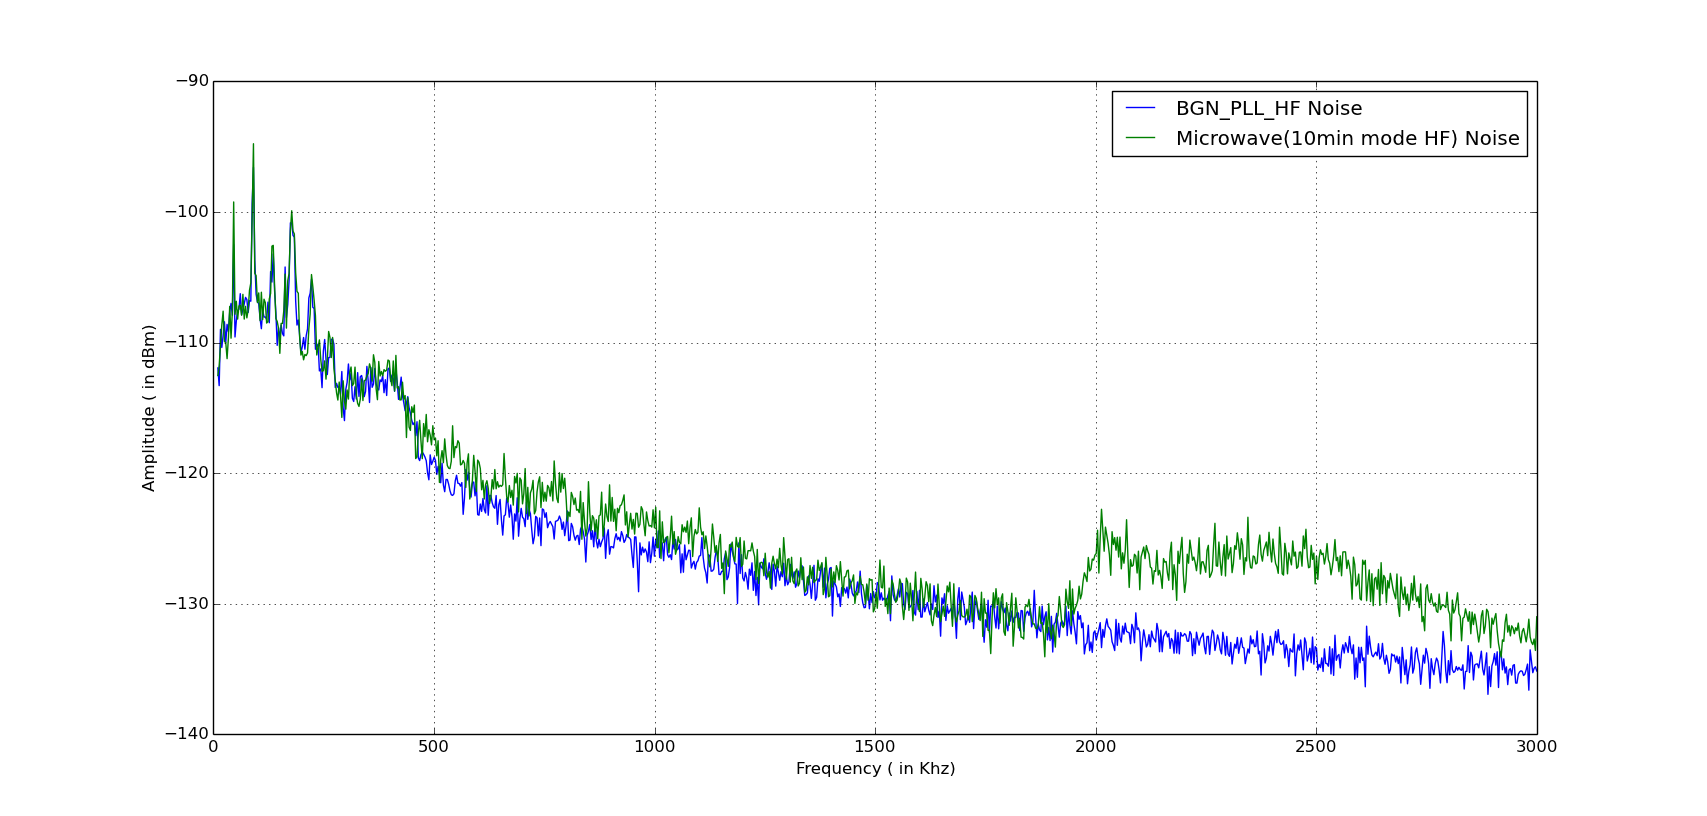 BGN_PLL_HF Noise
Microwave(10min mode HF) Noise
Amplitude ( in dBm)
−90
−100
−110
−120
−130
−140
0 500 1000 1500 2000 2500 3000
Frequency ( in Khz)